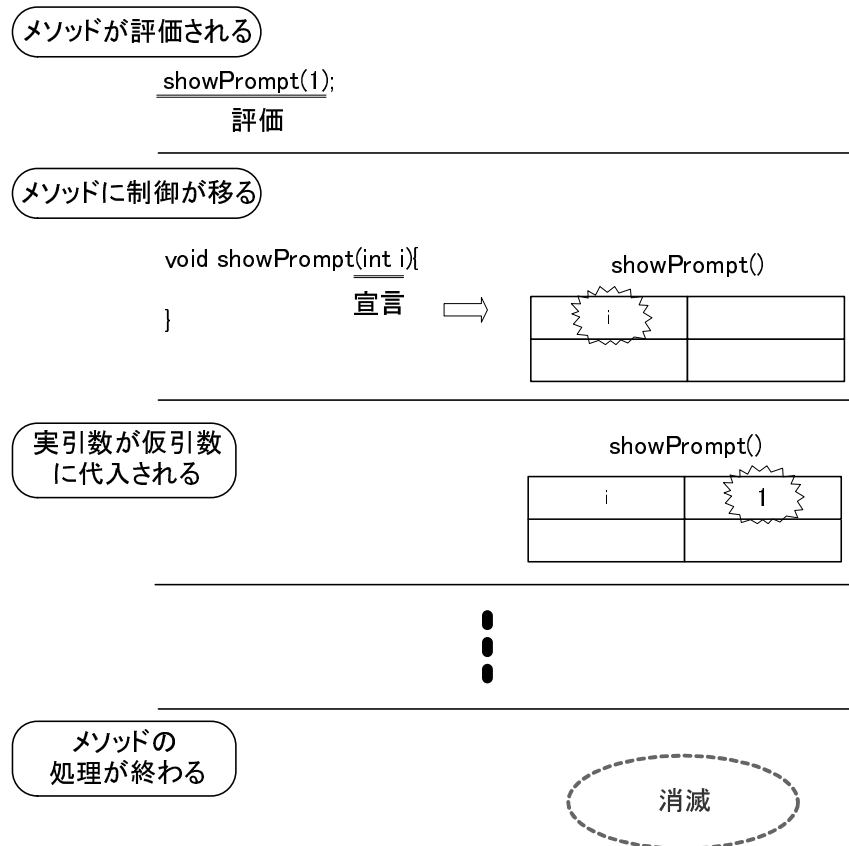 メソッドが評価される
showPrompt(1);
評価
メソッドに制御が移る
void showPrompt(int i){
宣言
}
showPrompt()
i
実引数が仮引数
に代入される
showPrompt()
i 1
メソッドの
処理が終わる
消滅